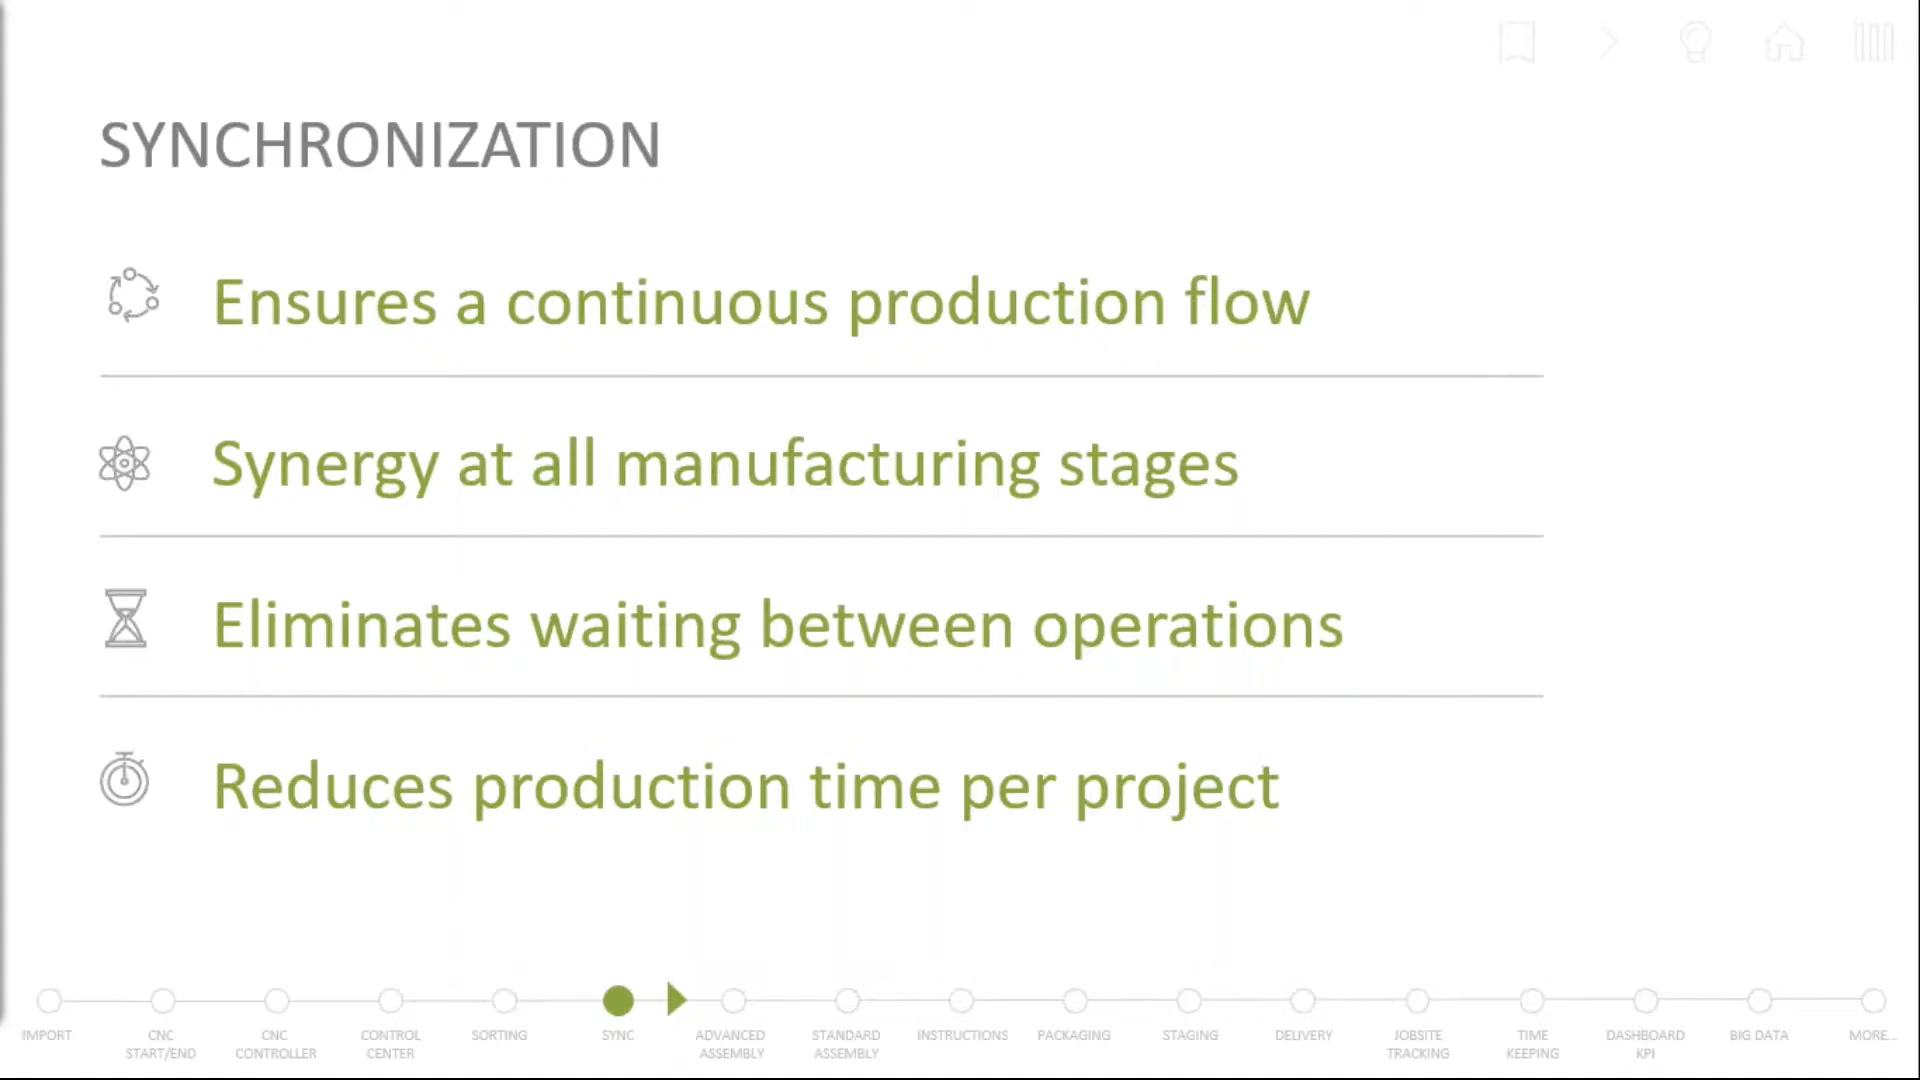 SYNCHRONIZATION
Ensures a continuous production flow
Synergy at all manufacturing stages
Eliminates waiting between operations
Reduces production time per project
IMPORT
CNC
START/END
CNC
CONTROLLER
CONTROL
CENTER
SORTING
SYNC
ADVANCED
ASSEMBLY
STANDARD
ASSEMBLY
INSTRUCTIONS
PACKAGING
STAGING
DELIVERY
JOBSITE
TRACKING
TIME
KEEPING
DASHBOARD
KPI
BIG DATA
MORE...